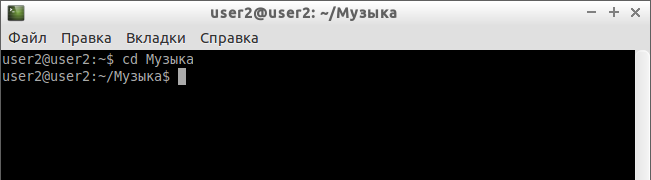 user2@user2: ~/Музыка
Файл Правка Вкладки Справка
user2@user2:~$ cd Музыка
user2@user2:~/Музыка$